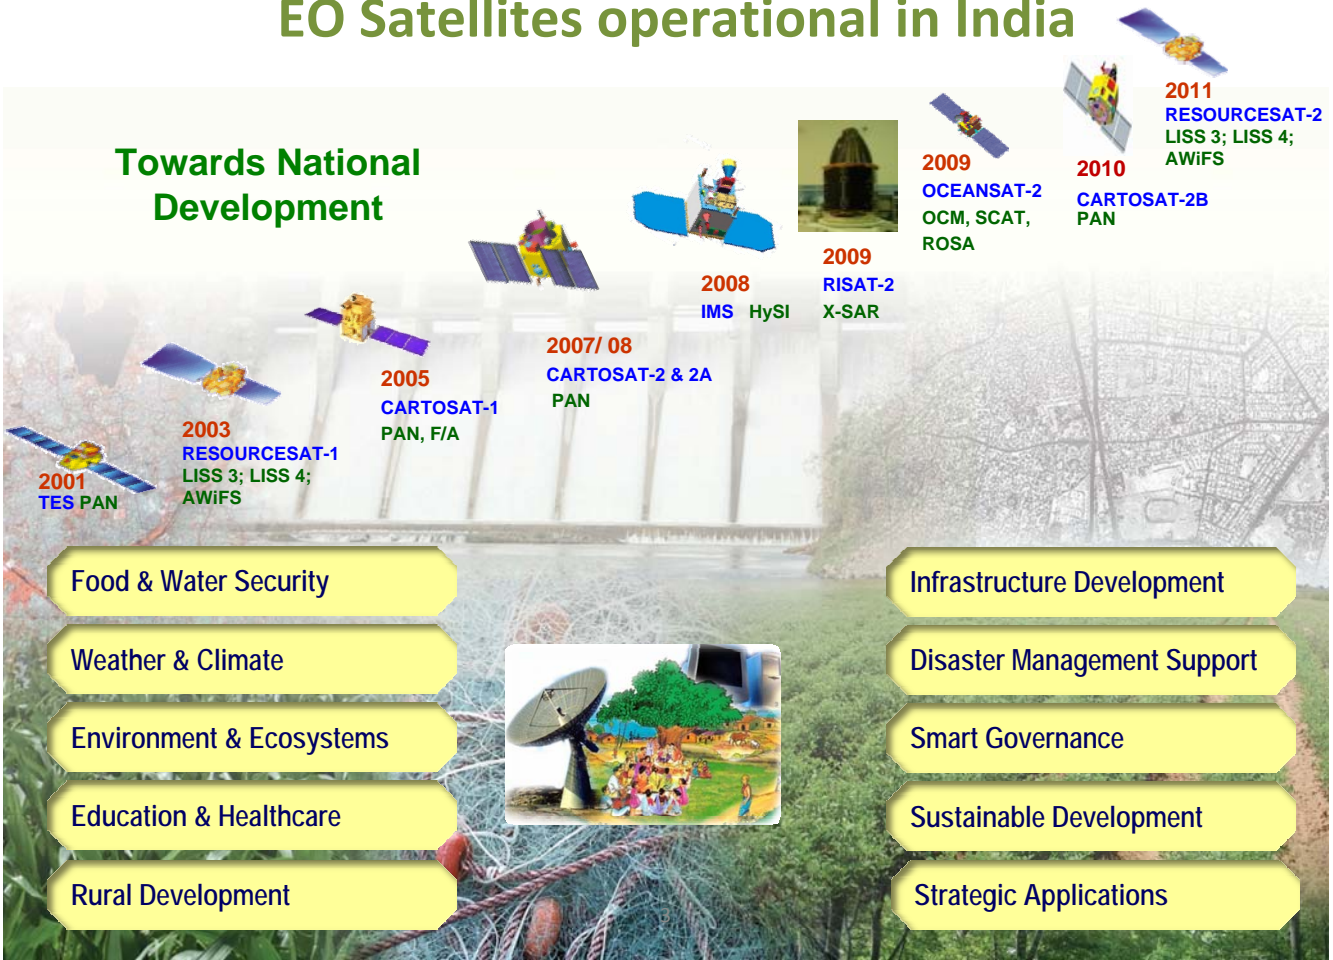 EO Satellites operational in India
Towards National
Development
2001
TES PAN
2003
RESOURCESAT-1
LISS 3; LISS 4;
AWiFS
2005
CARTOSAT-1
PAN, F/A
2007/ 08
CARTOSAT-2 & 2A
PAN
2008
IMS HySI
2009
RISAT-2
X-SAR
2009
OCEANSAT-2
OCM, SCAT,
ROSA
2010
CARTOSAT-2B
PAN
2011
RESOURCESAT-2
LISS 3; LISS 4;
AWiFS
Food & Water Security
Weather & Climate
Environment & Ecosystems
Education & Healthcare
Rural Development
Infrastructure Development
Disaster Management Support
Smart Governance
Sustainable Development
Strategic Applications